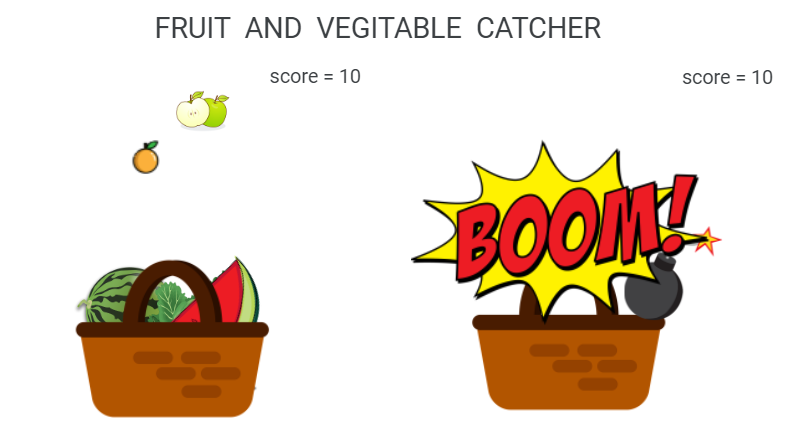 FRUIT AND VEGITABLE CATCHER
score = 10
score = 10
BOOM!